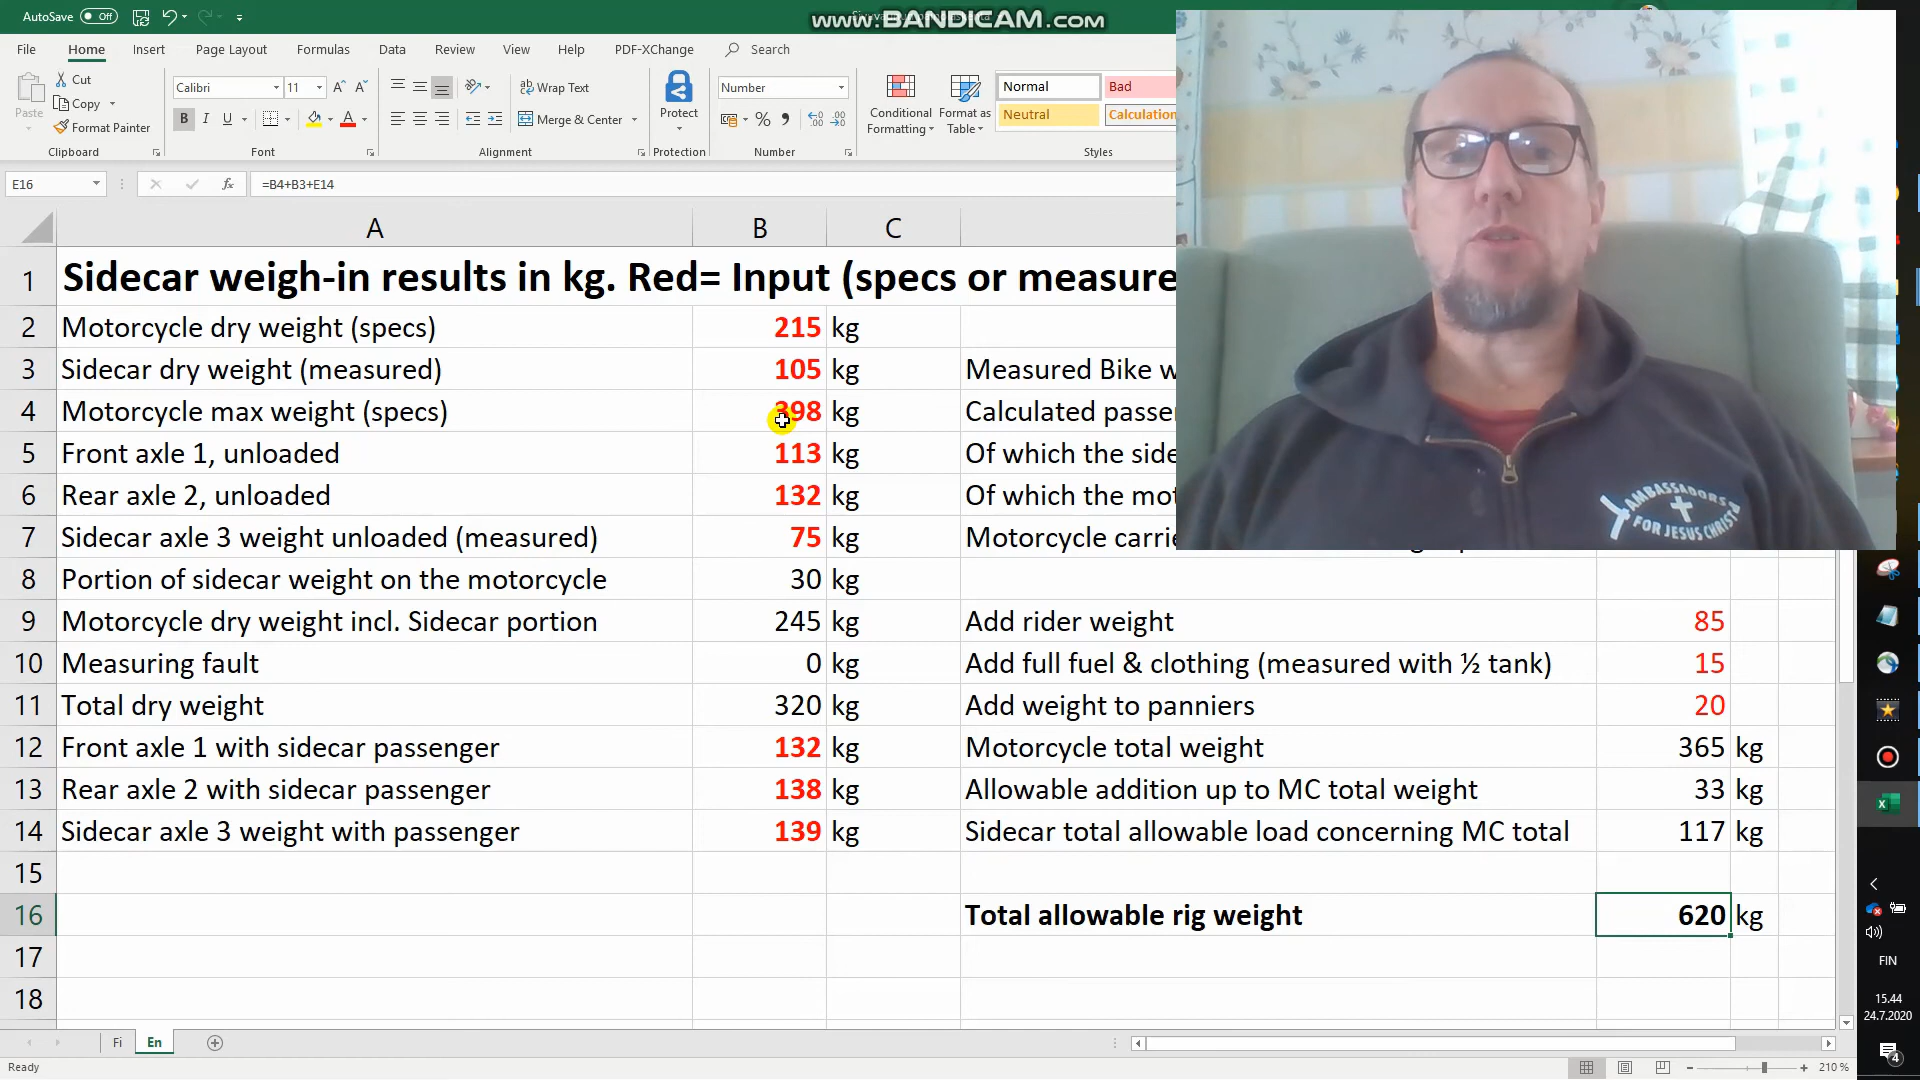 AutoSave Off
www.BANDICAM.com
File Home Insert Page Layout Formulas Data Review View Help PDF-XChange Search
Paste
Cut
Copy
Format Painter
Clipboard
Calibri 11
B I U
Font
Wrap Text
Merge & Center
Alignment
Protect
Protection
Number
%
Number
Conditional Formatting
Format as Table
Normal Bad
Neutral Calculation
Styles
E16 fx =B4+B3+E14
A B C
1 Sidecar weigh-in results in kg. Red= Input (specs or measure
2 Motorcycle dry weight (specs) 215 kg
3 Sidecar dry weight (measured) 105 kg Measured Bike w
4 Motorcycle max weight (specs) 398 kg Calculated passe
5 Front axle 1, unloaded 113 kg Of which the side
6 Rear axle 2, unloaded 132 kg Of which the mot
7 Sidecar axle 3 weight unloaded (measured) 75 kg Motorcycle carri
8 Portion of sidecar weight on the motorcycle 30 kg
9 Motorcycle dry weight incl. Sidecar portion 245 kg Add rider weight 85
10 Measuring fault 0 kg Add full fuel & clothing (measured with ½ tank) 15
11 Total dry weight 320 kg Add weight to panniers 20
12 Front axle 1 with sidecar passenger 132 kg Motorcycle total weight 365 kg
13 Rear axle 2 with sidecar passenger 138 kg Allowable addition up to MC total weight 33 kg
14 Sidecar axle 3 weight with passenger 139 kg Sidecar total allowable load concerning MC total 117 kg
15
16 Total allowable rig weight 620 kg
17
18
AMBASSADORS
FOR JESUS CHRIST
Fi En
Ready
210 %
FIN
15.44
24.7.2020
4